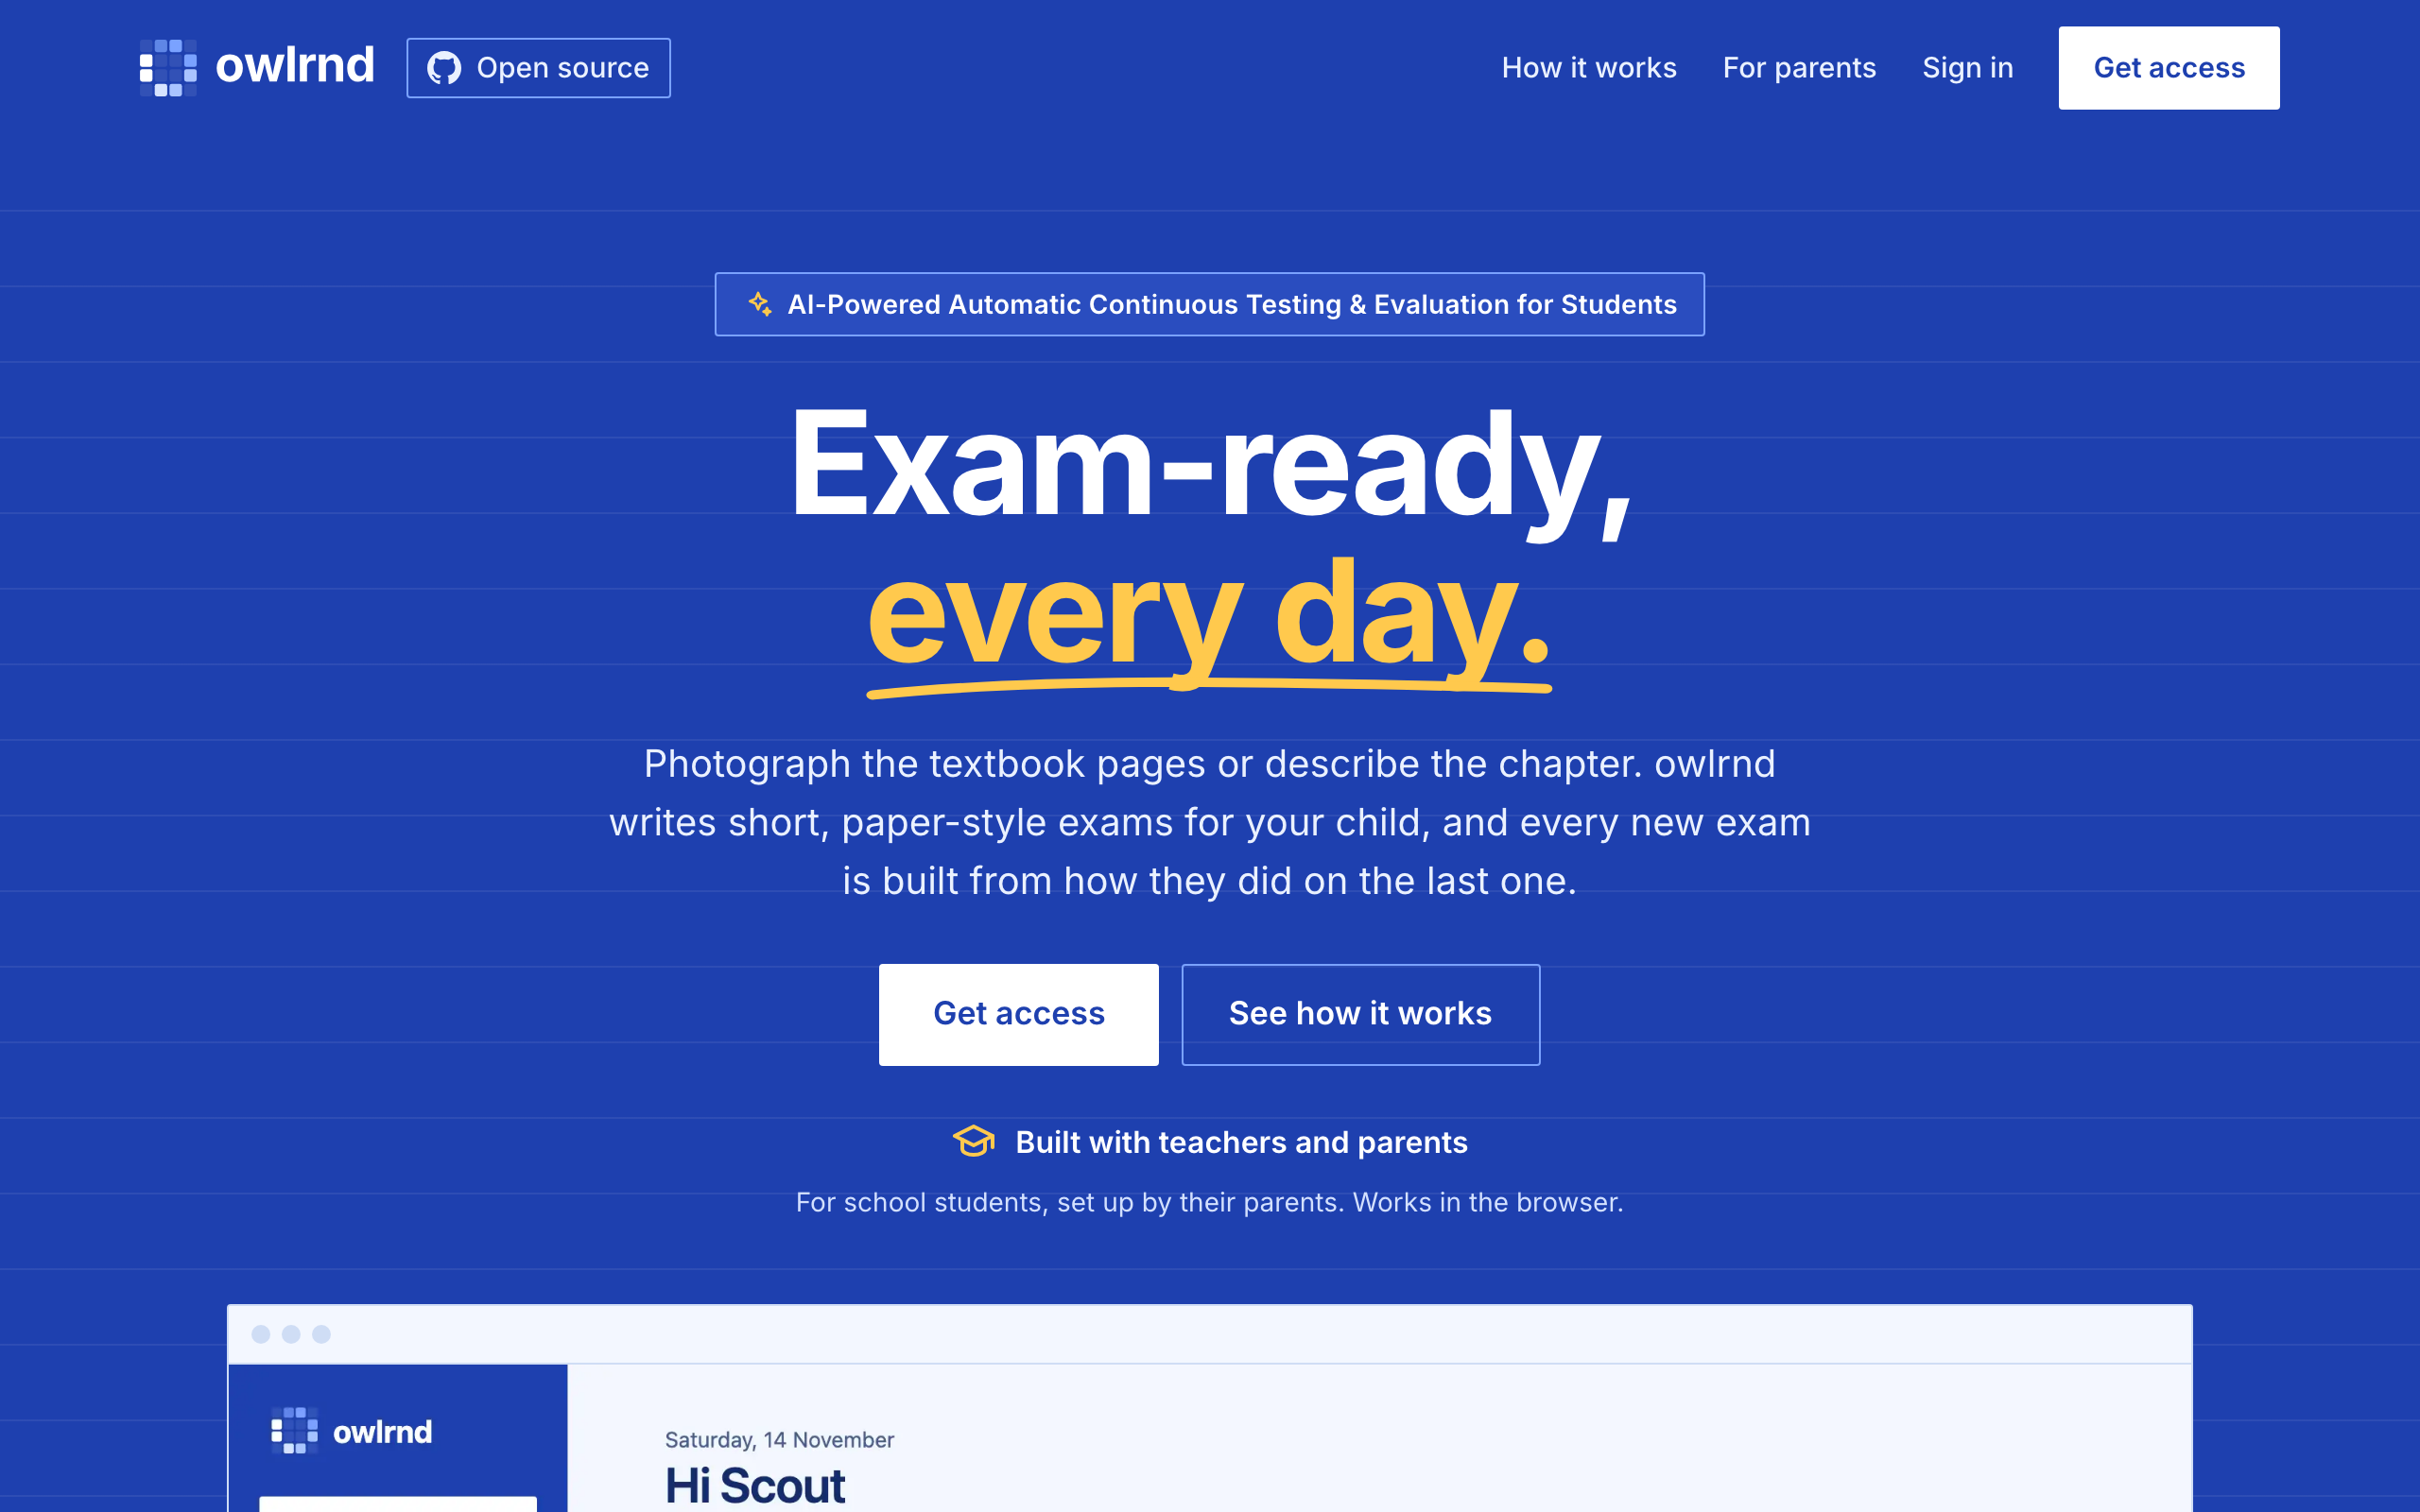 owlrnd
Open source
How it works
For parents
Sign in
Get access
AI-Powered Automatic Continuous Testing & Evaluation for Students
Exam-ready,
every day.
Photograph the textbook pages or describe the chapter. owlrnd
writes short, paper-style exams for your child, and every new exam
is built from how they did on the last one.
Get access
See how it works
Built with teachers and parents
For school students, set up by their parents. Works in the browser.
owlrnd
Saturday, 14 November
Hi Scout